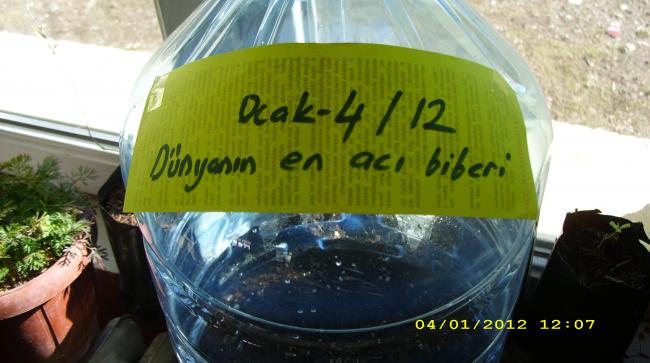 Ocak-4/12
Dünyanın en acı biberi
04/01/2012 12:07